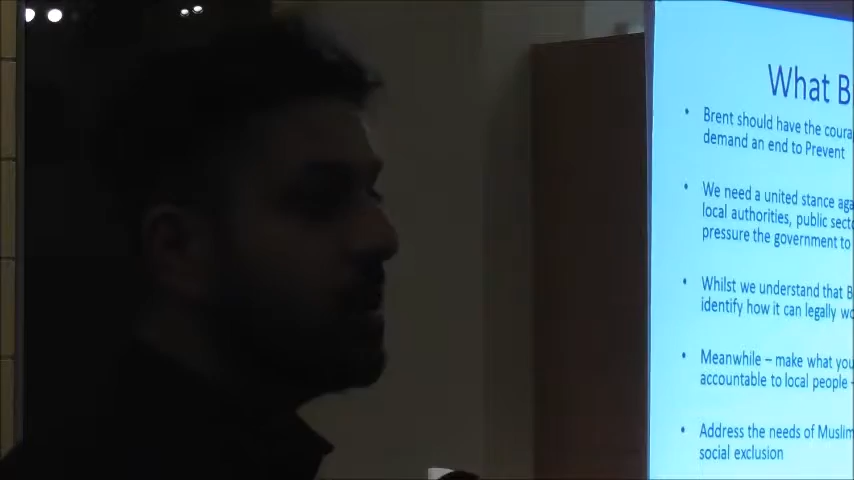 What B
• Brent should have the coura
demand an end to Prevent
• We need a united stance aga
local authorities, public secto
pressure the government to
• Whilst we understand that B
identify how it can legally wo
• Meanwhile – make what you
accountable to local people –
• Address the needs of Muslim
social exclusion